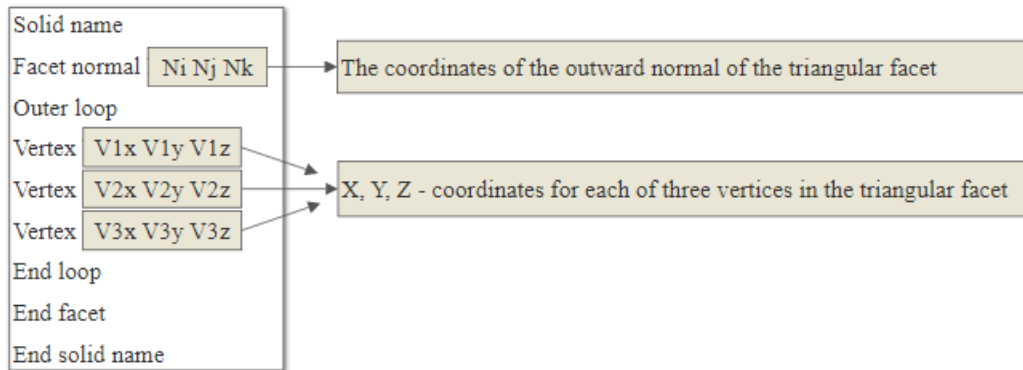 Solid name
Facet normal Ni Nj Nk
The coordinates of the outward normal of the triangular facet
Outer loop
Vertex V1x V1y V1z
Vertex V2x V2y V2z
X, Y, Z - coordinates for each of three vertices in the triangular facet
Vertex V3x V3y V3z
End loop
End facet
End solid name